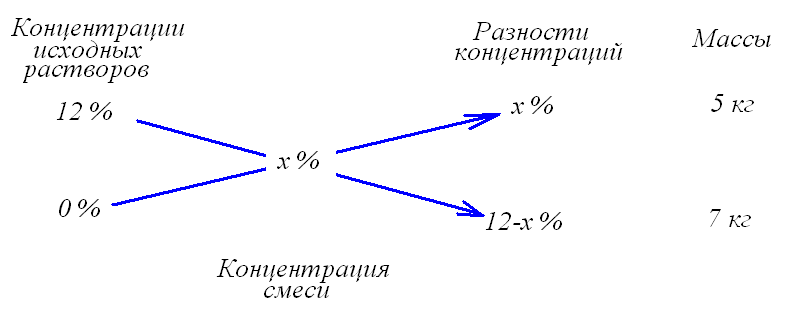 Концентрации
исходных
растворов
Разности
концентраций
Массы
12 %
x %
5 кг
x %
0 %
12-x %
7 кг
Концентрация
смеси